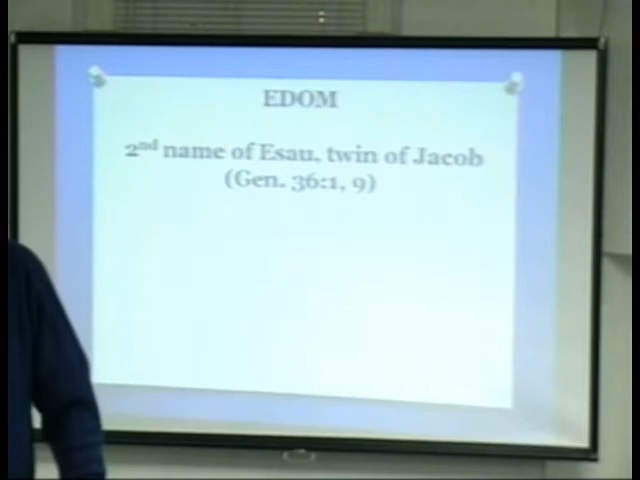 EDOM
2nd name of Esau, twin of Jacob
(Gen. 36:1, 9)